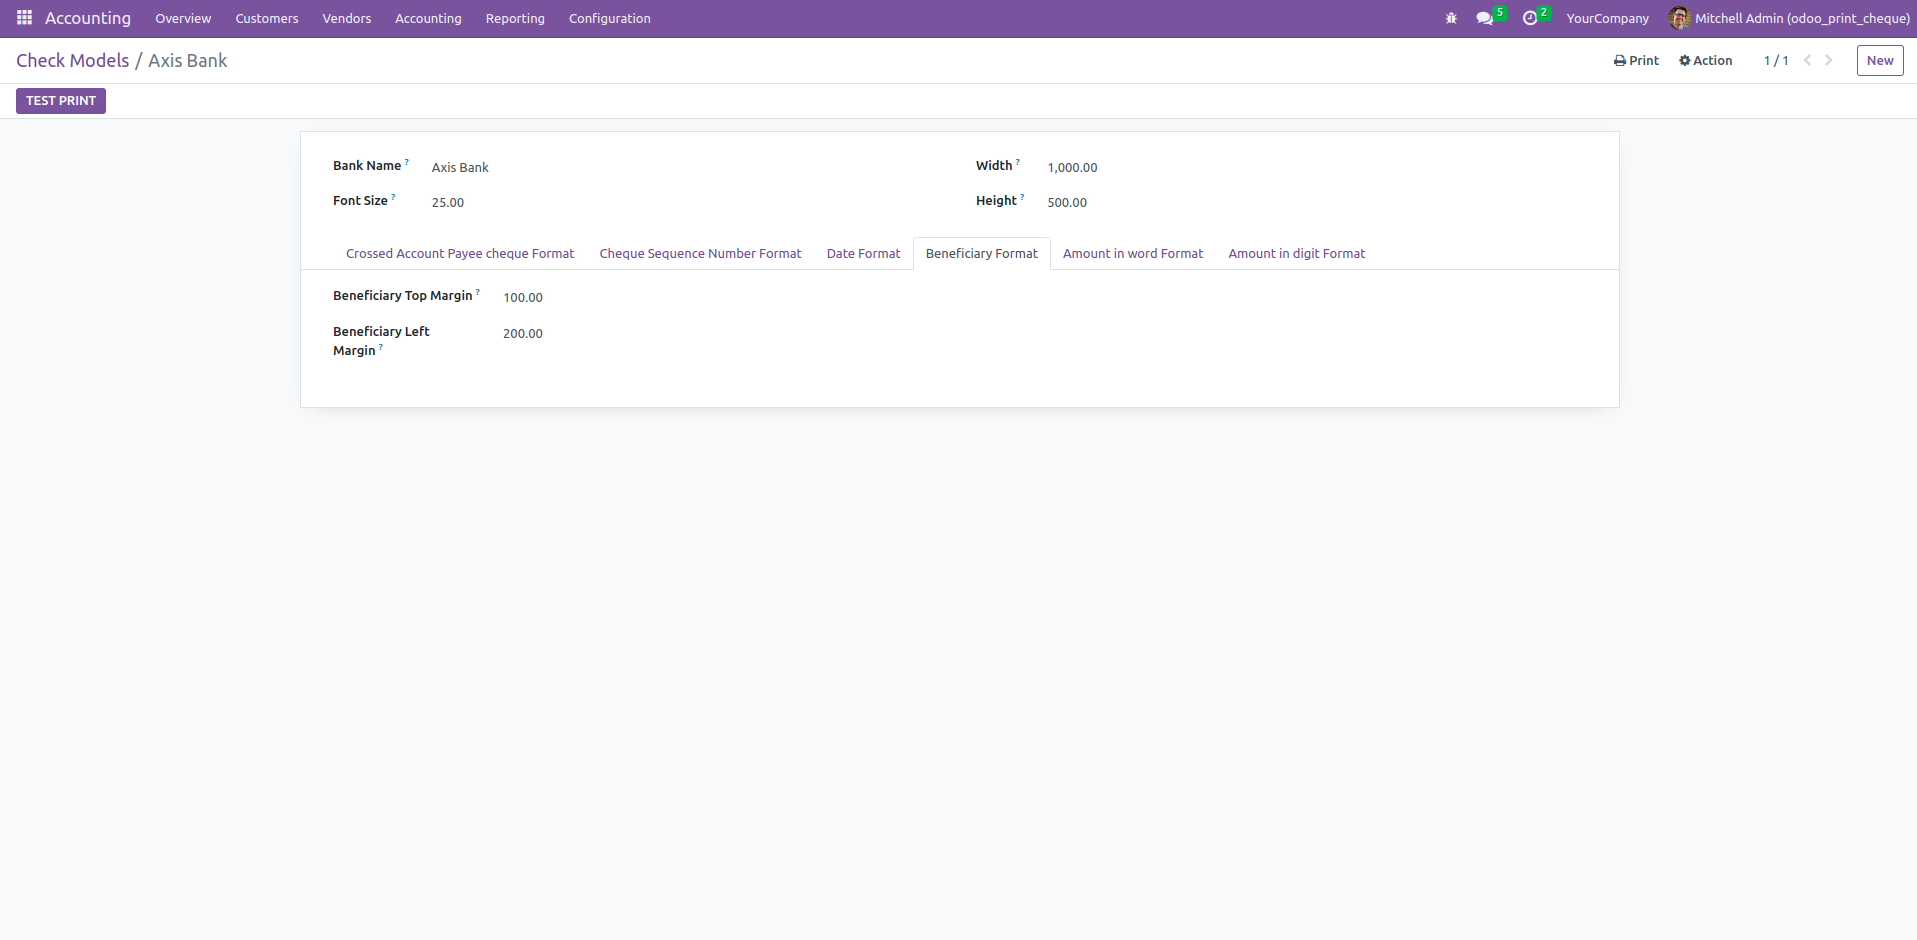 Accounting Overview Customers Vendors Accounting Reporting Configuration 5 2 YourCompany Mitchell Admin (odoo_print_cheque)
Check Models / Axis Bank Print Action 1 / 1 New
TEST PRINT
Bank Name ? Axis Bank Width ? 1,000.00
Font Size ? 25.00 Height ? 500.00
Crossed Account Payee cheque Format Cheque Sequence Number Format Date Format Beneficiary Format Amount in word Format Amount in digit Format
Beneficiary Top Margin ? 100.00
Beneficiary Left 200.00
Margin ?